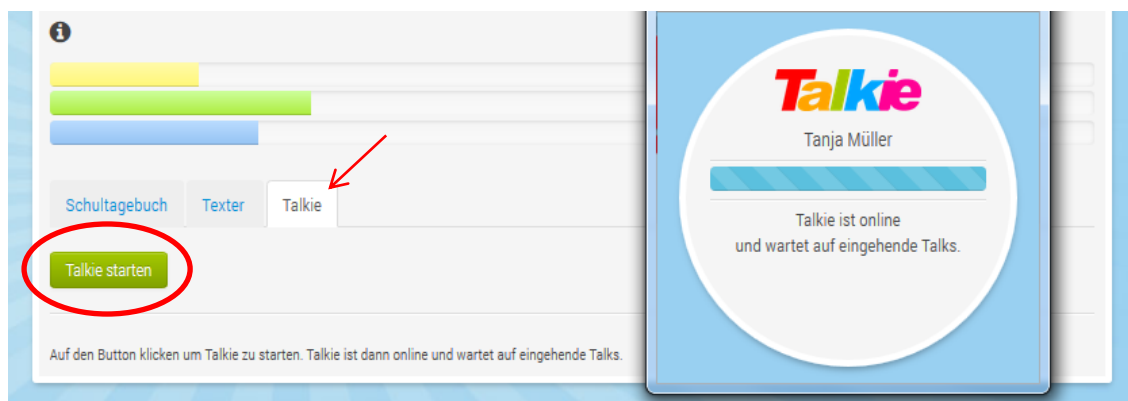 Schultagebuch Texter Talkie
Talkie starten
Auf den Button klicken um Talkie zu starten. Talkie ist dann online und wartet auf eingehende Talks.
Talkie
Tanja Müller
Talkie ist online
und wartet auf eingehende Talks.